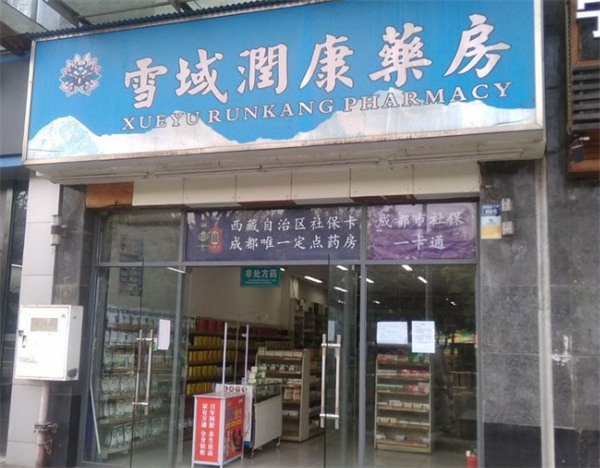 雪域潤康藥房
XUEYU RUNKANG PHARMACY
西藏自治区社保卡
成都唯一定点药房
成都市社保
一卡通
非处方药